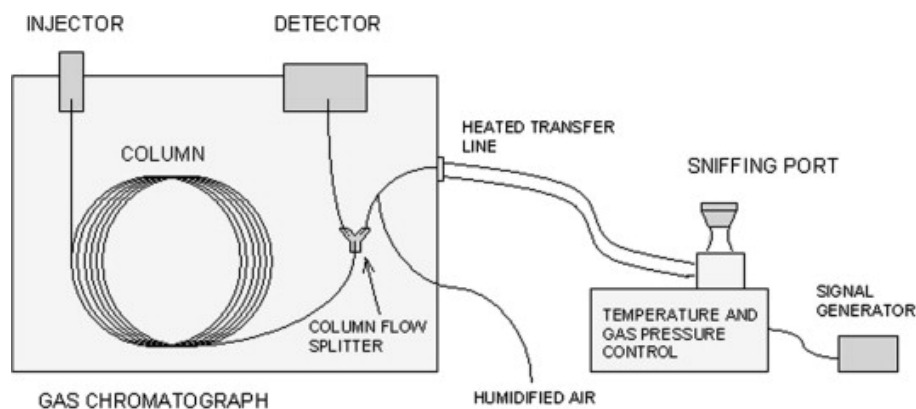 INJECTOR
DETECTOR
HEATED TRANSFER
LINE
COLUMN
SNIFFING PORT
COLUMN FLOW
SPLITTER
TEMPERATURE AND
GAS PRESSURE
CONTROL
SIGNAL
GENERATOR
GAS CHROMATOGRAPH
HUMIDIFIED AIR